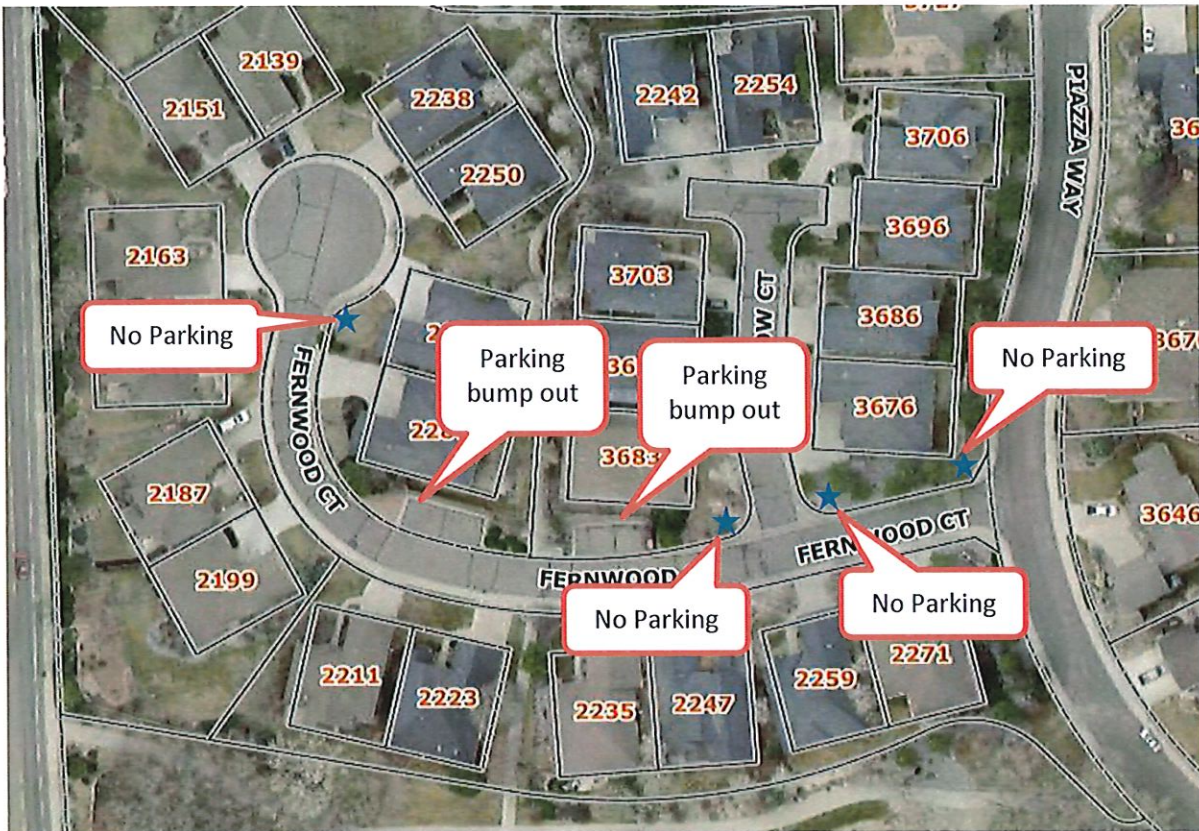 2139
2151
2238
2250
2242
2254
3706
3696
PLAZZA WAY
2163
3703
3686
No Parking
Parking
bump out
Parking
bump out
No Parking
3676
3683
FERNWOOD CT
2187
2199
FERNWOOD CT
FERNWOOD
No Parking
No Parking
3646
2211
2223
2235
2247
2259
2271